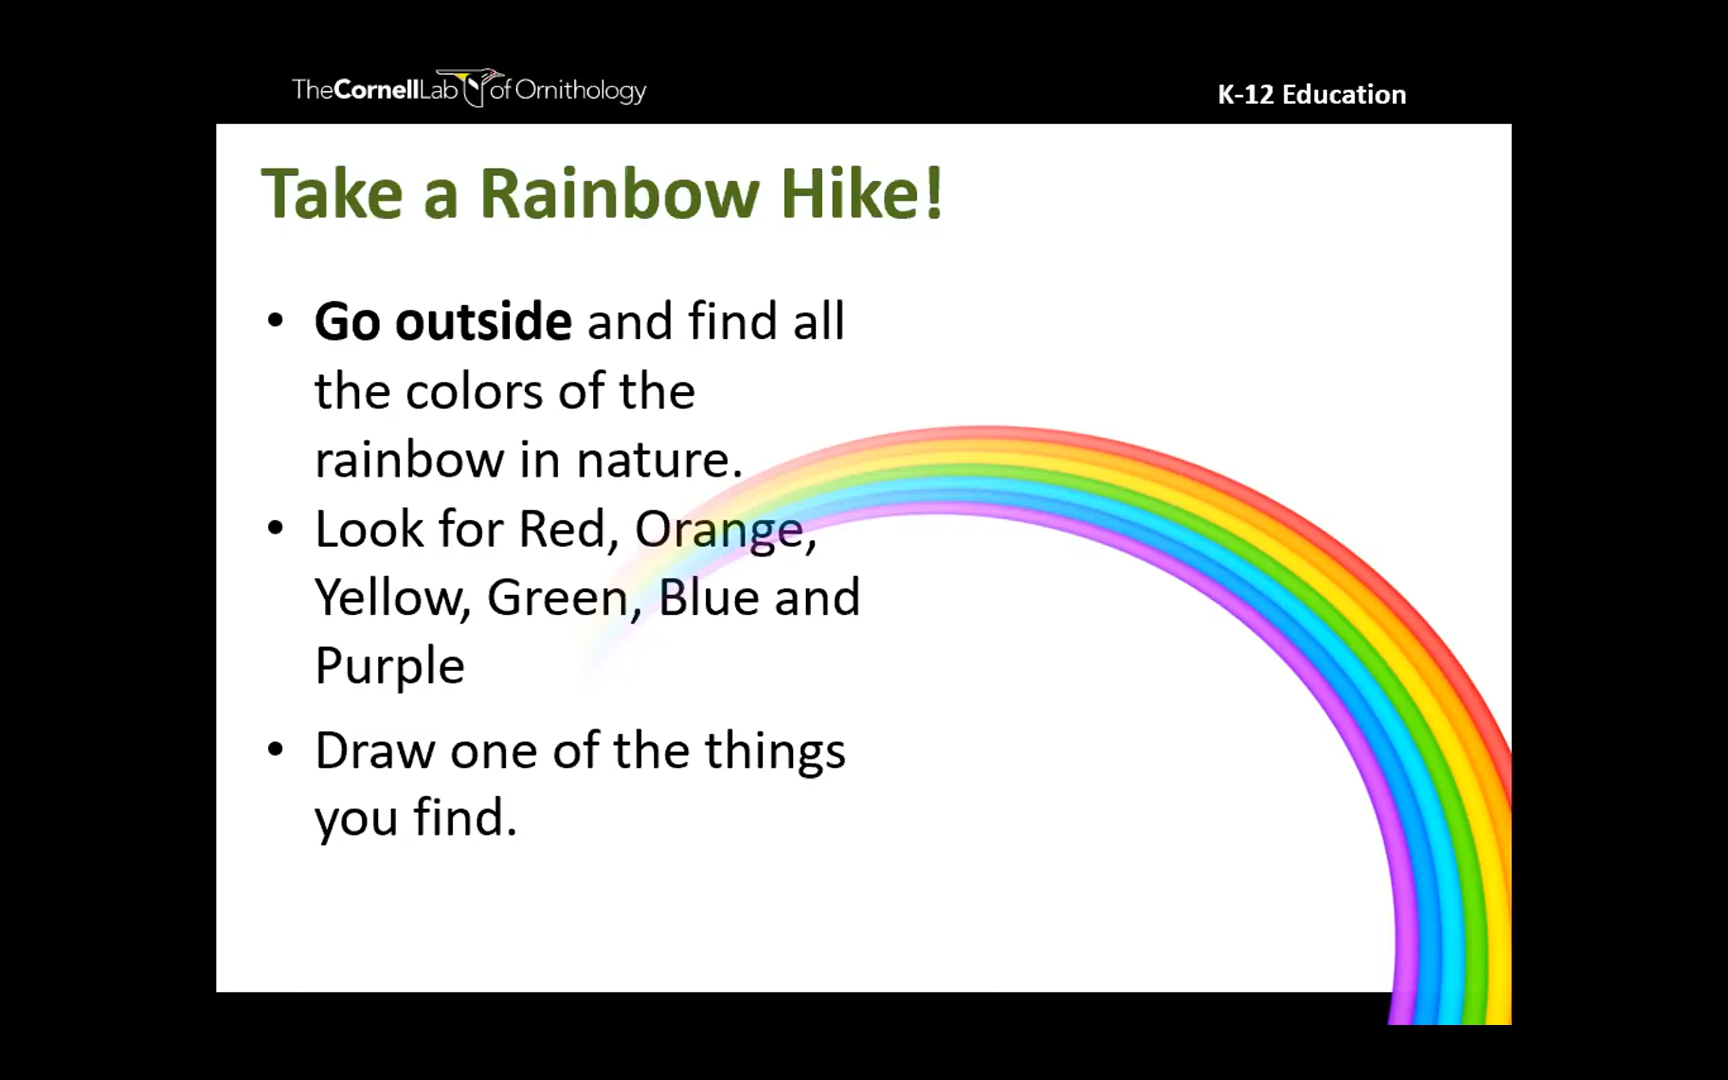 TheCornellLab of Ornithology
K-12 Education
Take a Rainbow Hike!
• Go outside and find all
the colors of the
rainbow in nature.
• Look for Red, Orange,
Yellow, Green, Blue and
Purple
• Draw one of the things
you find.